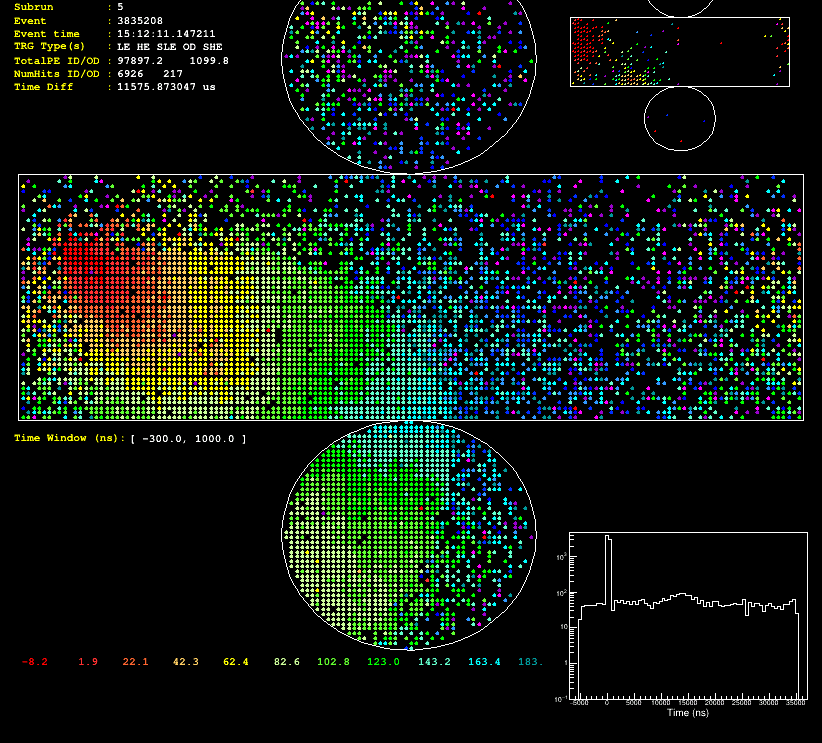 Subrun : 5
Event : 3835208
Event time : 15:12:11.147211
TRG Type(s) : LE HE SLE OD SHE
TotalPE ID/OD : 97897.2 1099.8
NumHits ID/OD : 6926 217
Time Diff : 11575.873047 us
Time Window (ns): [ -300.0, 1000.0 ]
-8.2 1.9 22.1 42.3 62.4 82.6 102.8 123.0 143.2 163.4 183.
10³
10²
10
1
10⁻¹
-5000 0 5000 10000 15000 20000 25000 30000 35000
Time (ns)